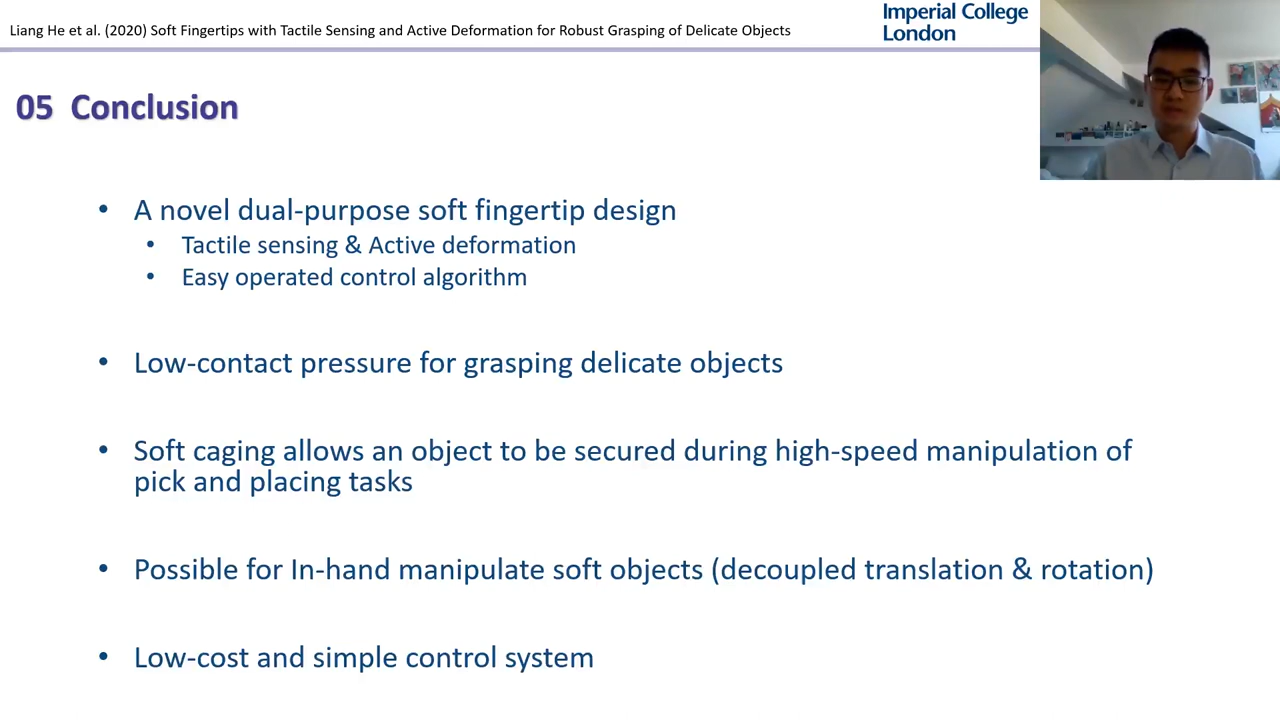 Liang He et al. (2020) Soft Fingertips with Tactile Sensing and Active Deformation for Robust Grasping of Delicate Objects
Imperial College
London
05 Conclusion
• A novel dual-purpose soft fingertip design
• Tactile sensing & Active deformation
• Easy operated control algorithm
• Low-contact pressure for grasping delicate objects
• Soft caging allows an object to be secured during high-speed manipulation of
pick and placing tasks
• Possible for In-hand manipulate soft objects (decoupled translation & rotation)
• Low-cost and simple control system